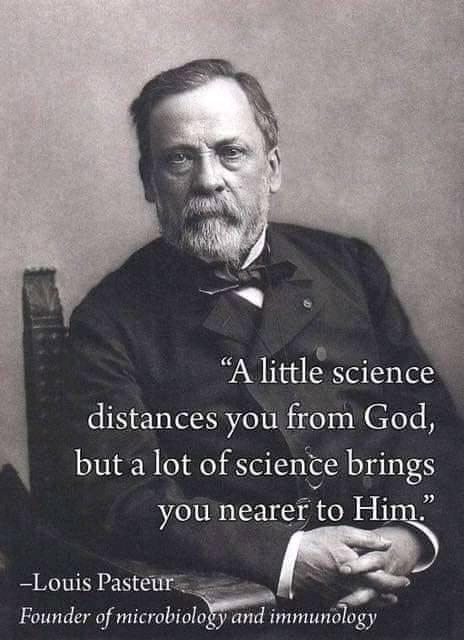 “A little science
distances you from God,
but a lot of science brings
you nearer to Him.”
–Louis Pasteur
Founder of microbiology and immunology